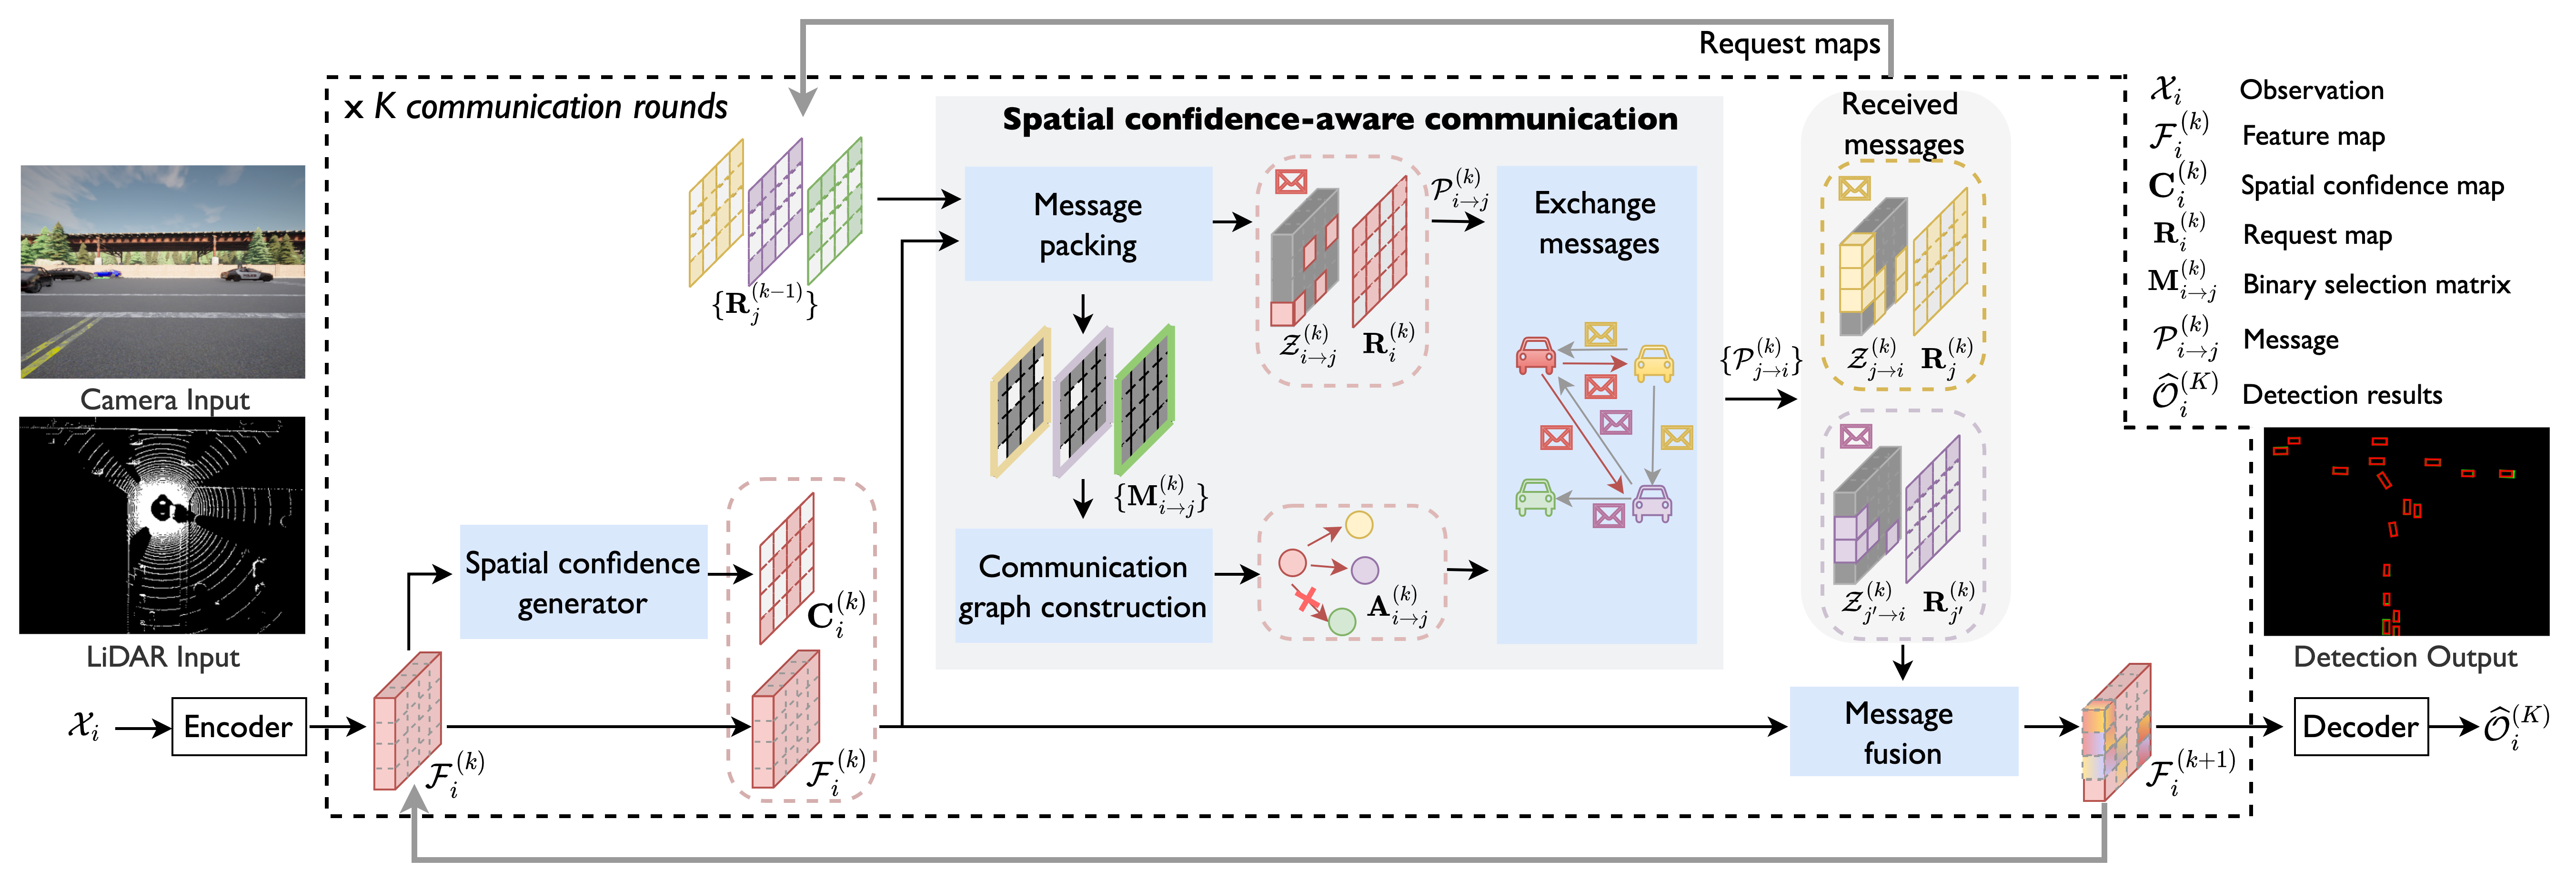 Request maps
x K communication rounds
Spatial confidence-aware communication
Received
messages
Message
packing
Exchange
messages
$\{\mathbf{R}_j^{(k-1)}\}$
$\mathcal{Z}_{i \to j}^{(k)}$ $\mathbf{R}_i^{(k)}$
$\mathcal{P}_{i \to j}^{(k)}$
$\{\mathbf{M}_{i \to j}^{(k)}\}$
Communication
graph construction
$\mathbf{A}_{i \to j}^{(k)}$
$\{\mathcal{P}_{j \to i}^{(k)}\}$
$\mathcal{Z}_{j \to i}^{(k)}$ $\mathbf{R}_j^{(k)}$
$\mathcal{Z}_{j' \to i}^{(k)}$ $\mathbf{R}_{j'}^{(k)}$
Camera Input
LiDAR Input
$\mathcal{X}_i$
Encoder
$\mathcal{F}_i^{(k)}$
Spatial confidence
generator
$\mathbf{C}_i^{(k)}$
$\mathcal{F}_i^{(k)}$
Message
fusion
$\mathcal{F}_i^{(k+1)}$
Decoder
$\widehat{\mathcal{O}}_i^{(K)}$
Detection Output
$\mathcal{X}_i$ Observation
$\mathcal{F}_i^{(k)}$ Feature map
$\mathbf{C}_i^{(k)}$ Spatial confidence map
$\mathbf{R}_i^{(k)}$ Request map
$\mathbf{M}_{i \to j}^{(k)}$ Binary selection matrix
$\mathcal{P}_{i \to j}^{(k)}$ Message
$\widehat{\mathcal{O}}_i^{(K)}$ Detection results